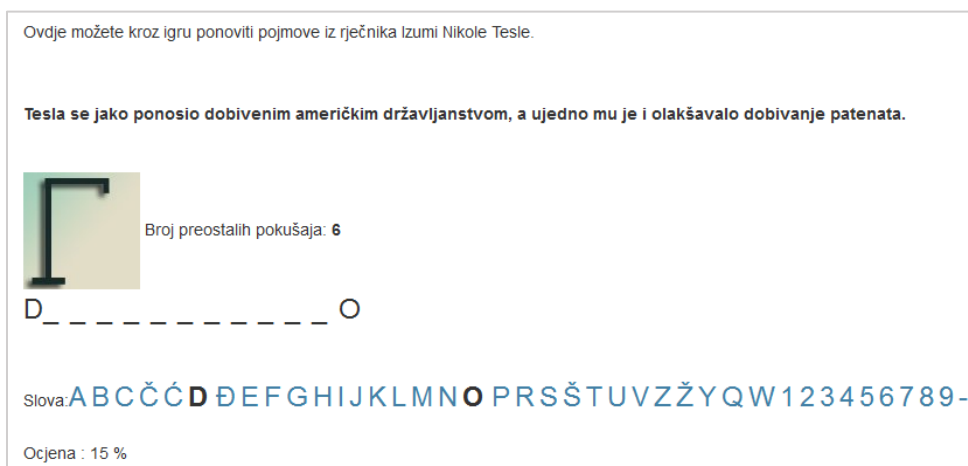 Ovdje možete kroz igru ponoviti pojmove iz rječnika Izumi Nikole Tesle.
Tesla se jako ponosio dobivenim američkim državljanstvom, a ujedno mu je i olakšavalo dobivanje patenata.
Broj preostalih pokušaja: 6
D_ _ _ _ _ _ _ _ _ _ _ O
Slova:A B C Č Ć D Đ E F G H I J K L M N O P R S Š T U V Z Ž Y Q W 1 2 3 4 5 6 7 8 9 -
Ocjena : 15 %